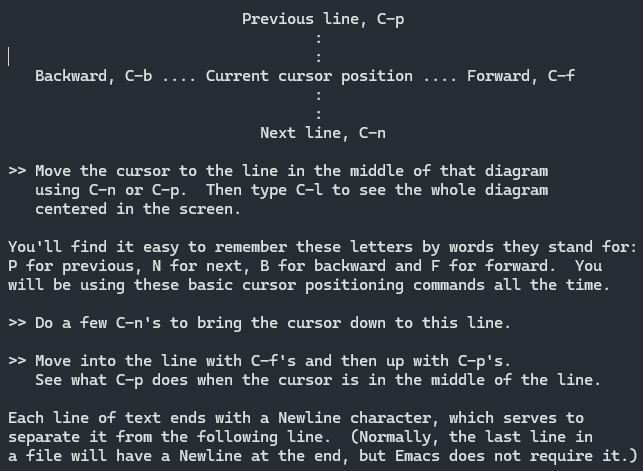 Previous line, C-p
:
:
Backward, C-b .... Current cursor position .... Forward, C-f
:
:
Next line, C-n
>> Move the cursor to the line in the middle of that diagram
using C-n or C-p.  Then type C-l to see the whole diagram
centered in the screen.
You'll find it easy to remember these letters by words they stand for:
P for previous, N for next, B for backward and F for forward.  You
will be using these basic cursor positioning commands all the time.
>> Do a few C-n's to bring the cursor down to this line.
>> Move into the line with C-f's and then up with C-p's.
See what C-p does when the cursor is in the middle of the line.
Each line of text ends with a Newline character, which serves to
separate it from the following line.  (Normally, the last line in
a file will have a Newline at the end, but Emacs does not require it.)